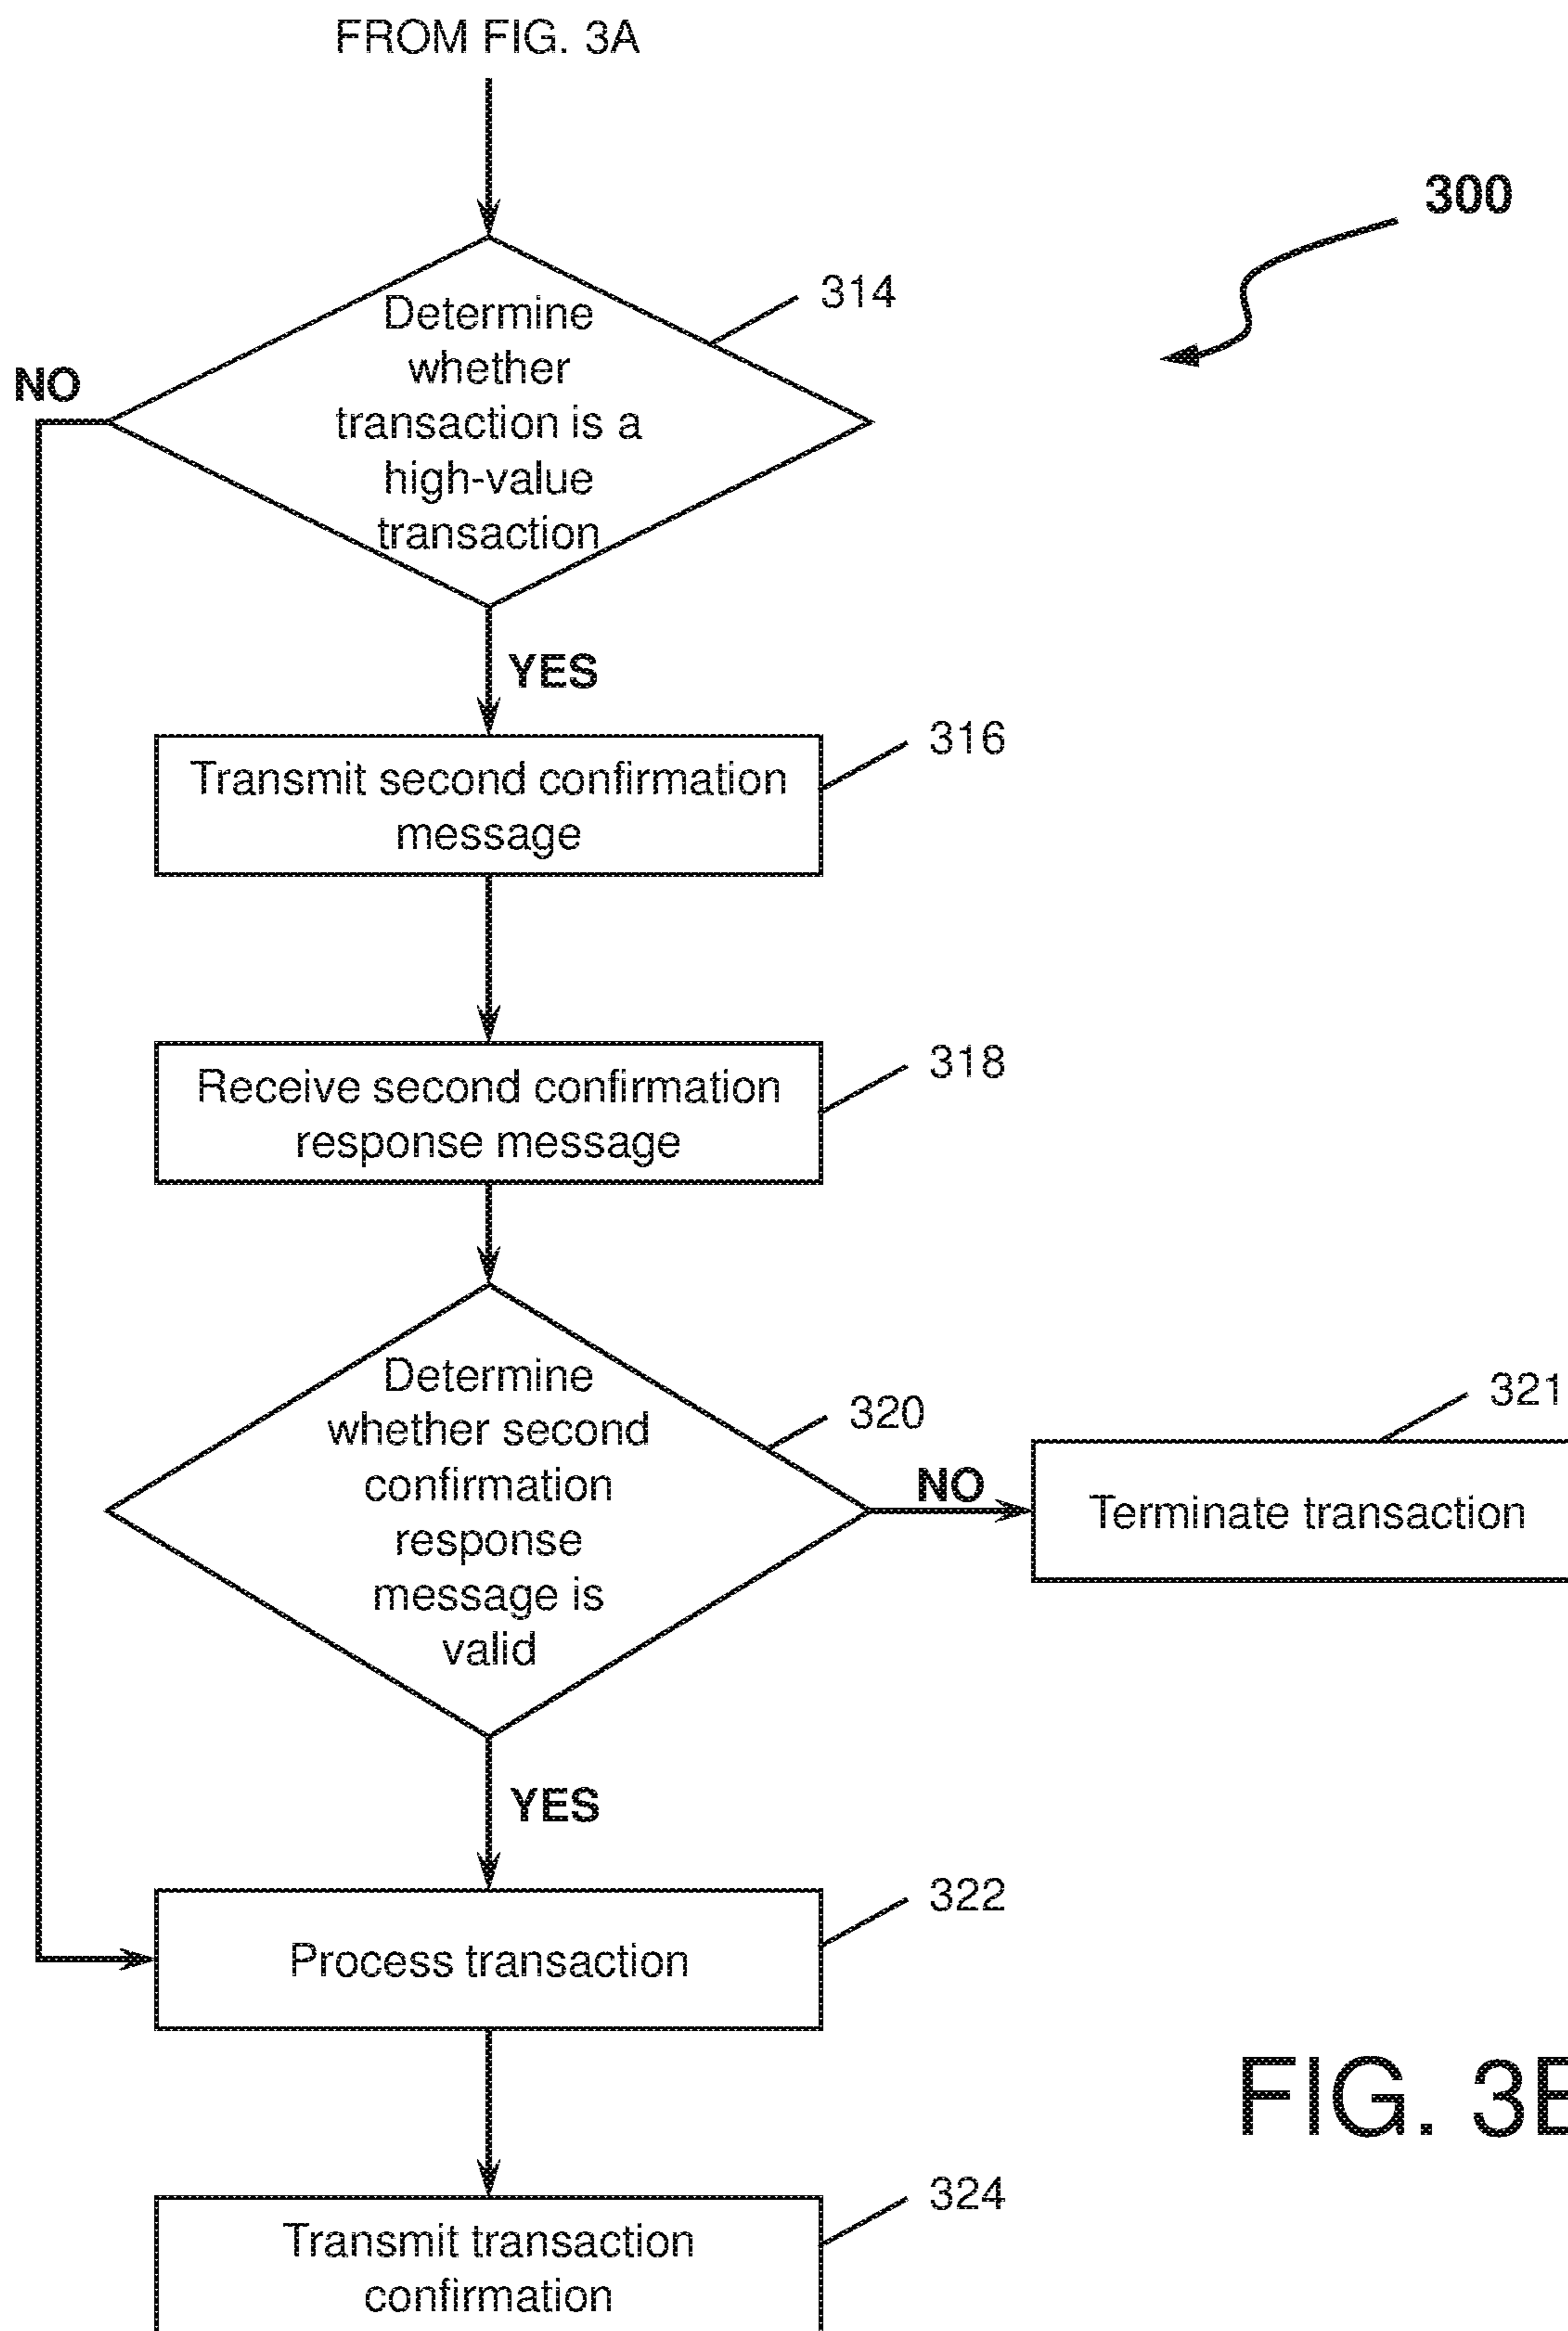 FROM FIG. 3A
300
314
Determine
whether
transaction is a
high-value
transaction
NO
YES
316
Transmit second confirmation
message
318
Receive second confirmation
response message
320
Determine
whether second
confirmation
response
message is
valid
NO
321
Terminate transaction
YES
322
Process transaction
324
Transmit transaction
confirmation
FIG. 3B